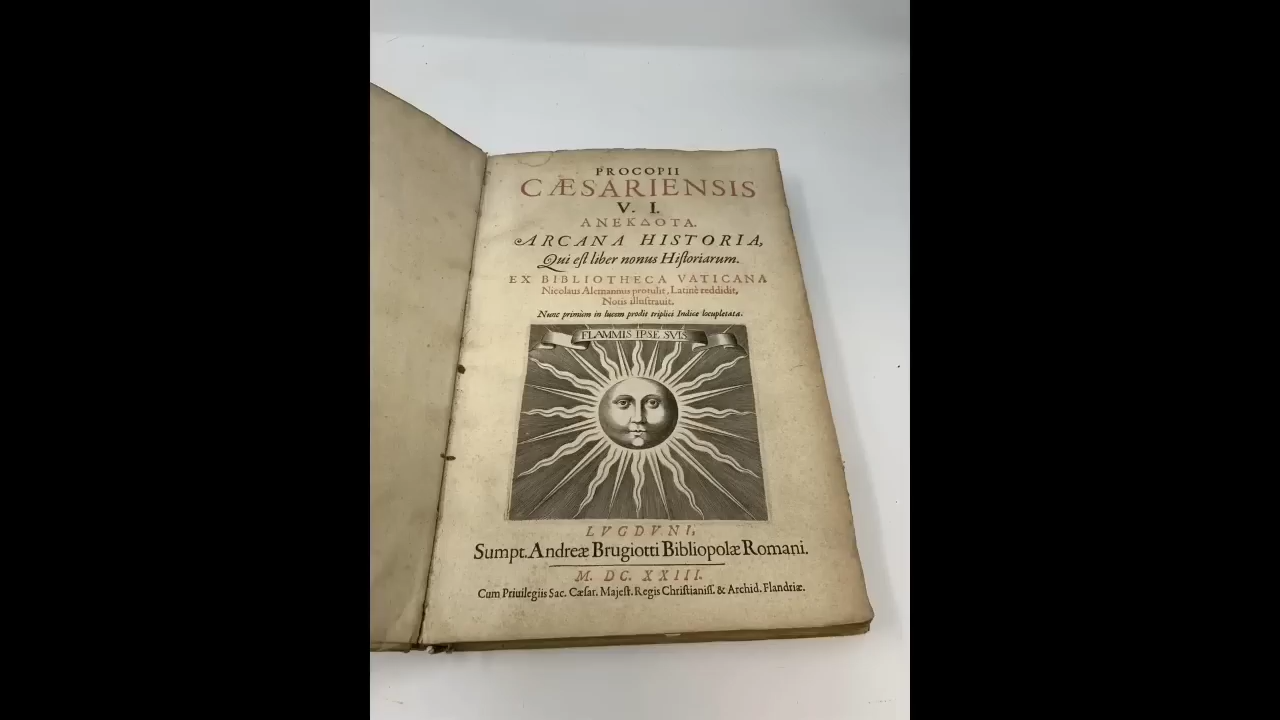 PROCOPII
CÆSARIENSIS
V. I.
ΑΝΕΚΔΟΤΑ.
ARCANA HISTORIA,
Qui eſt liber nonus Hiſtoriarum.
EX BIBLIOTHECA VATICANA
Nicolaus Alemannus protulit, Latinè reddidit,
Notis illuſtrauit.
Nunc primùm in lucem prodit triplici Indice locupletata.
FLAMMIS IPSE SVIS
LVGDVNI,
Sumpt. Andreæ Brugiotti Bibliopolæ Romani.
M. DC. XXIII.
Cum Priuilegiis Sac. Cæſar. Majeſt. Regis Chriſtianiſſ. & Archid. Flandriæ.